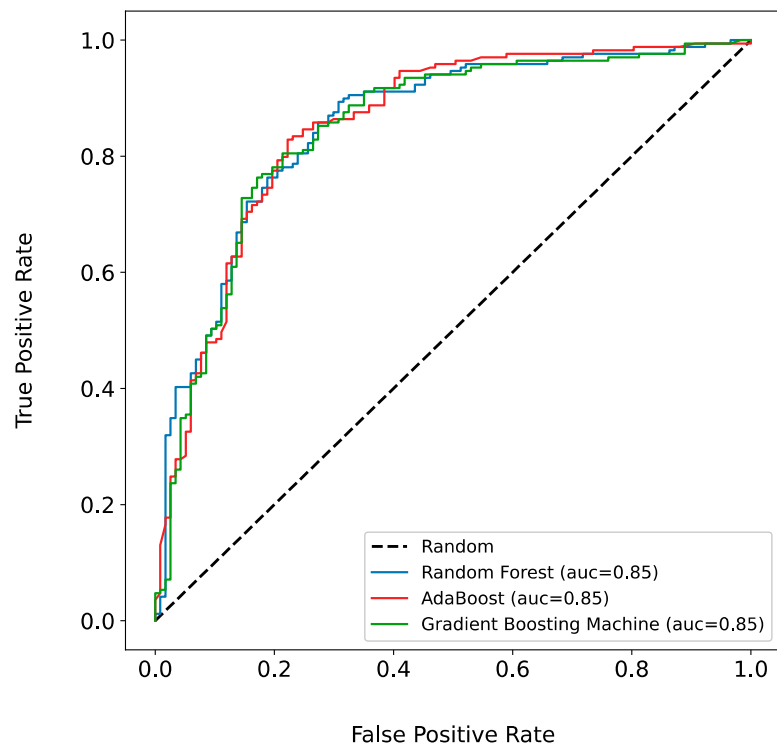 1.0
0.8
0.6
0.4
0.2
0.0
True Positive Rate
Random
Random Forest (auc=0.85)
AdaBoost (auc=0.85)
Gradient Boosting Machine (auc=0.85)
0.0 0.2 0.4 0.6 0.8 1.0
False Positive Rate